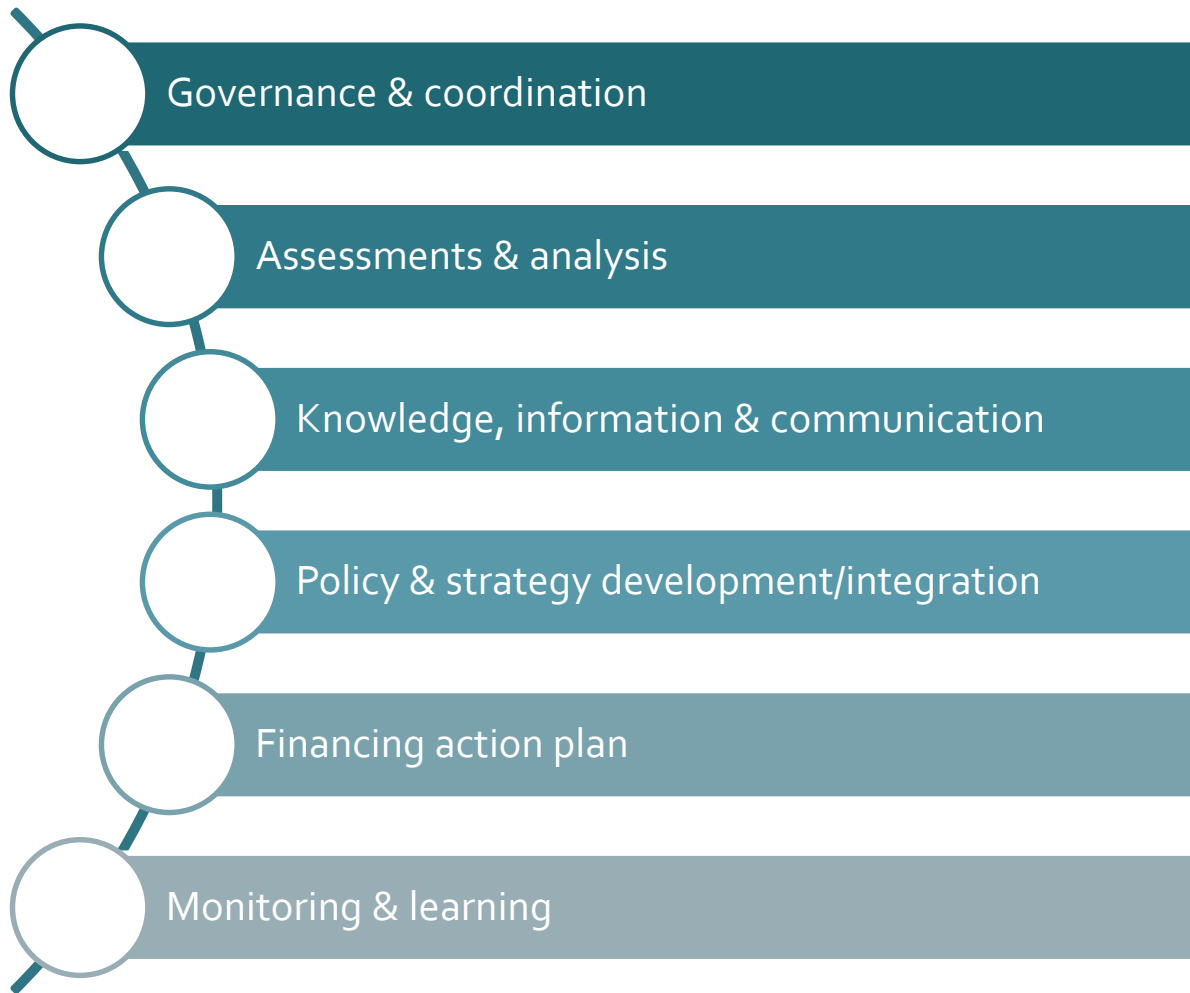 Governance & coordination
Assessments & analysis
Knowledge, information & communication
Policy & strategy development/integration
Financing action plan
Monitoring & learning